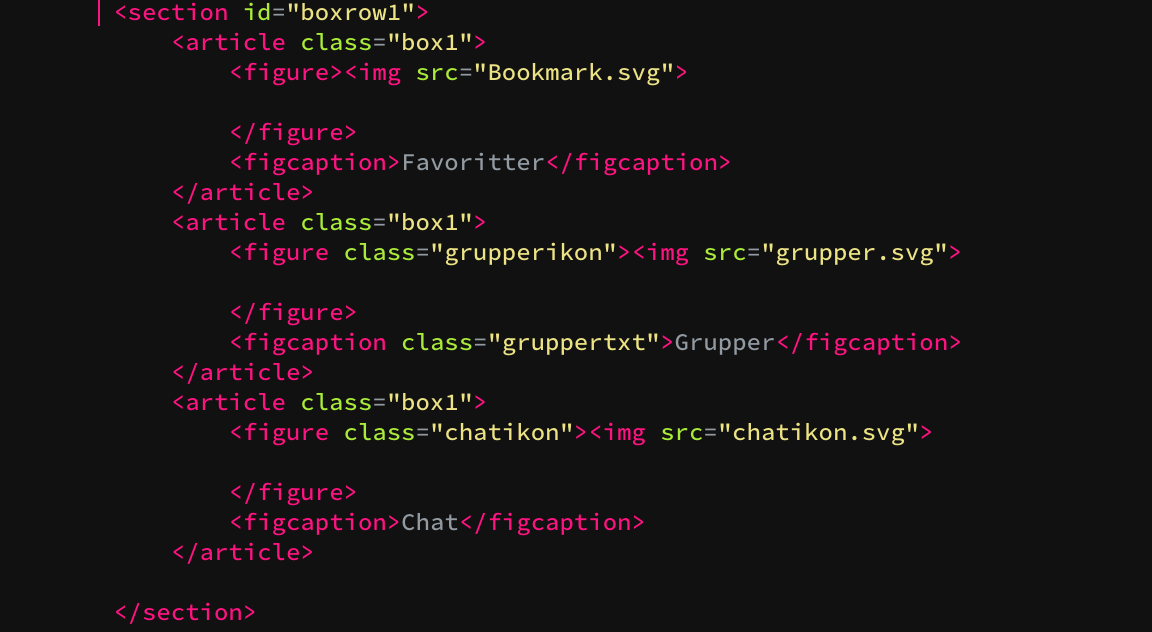 <section id="boxrow1">
<article class="box1">
<figure><img src="Bookmark.svg">
</figure>
<figcaption>Favoritter</figcaption>
</article>
<article class="box1">
<figure class="grupperikon"><img src="grupper.svg">
</figure>
<figcaption class="gruppertxt">Grupper</figcaption>
</article>
<article class="box1">
<figure class="chatikon"><img src="chatikon.svg">
</figure>
<figcaption>Chat</figcaption>
</article>
</section>